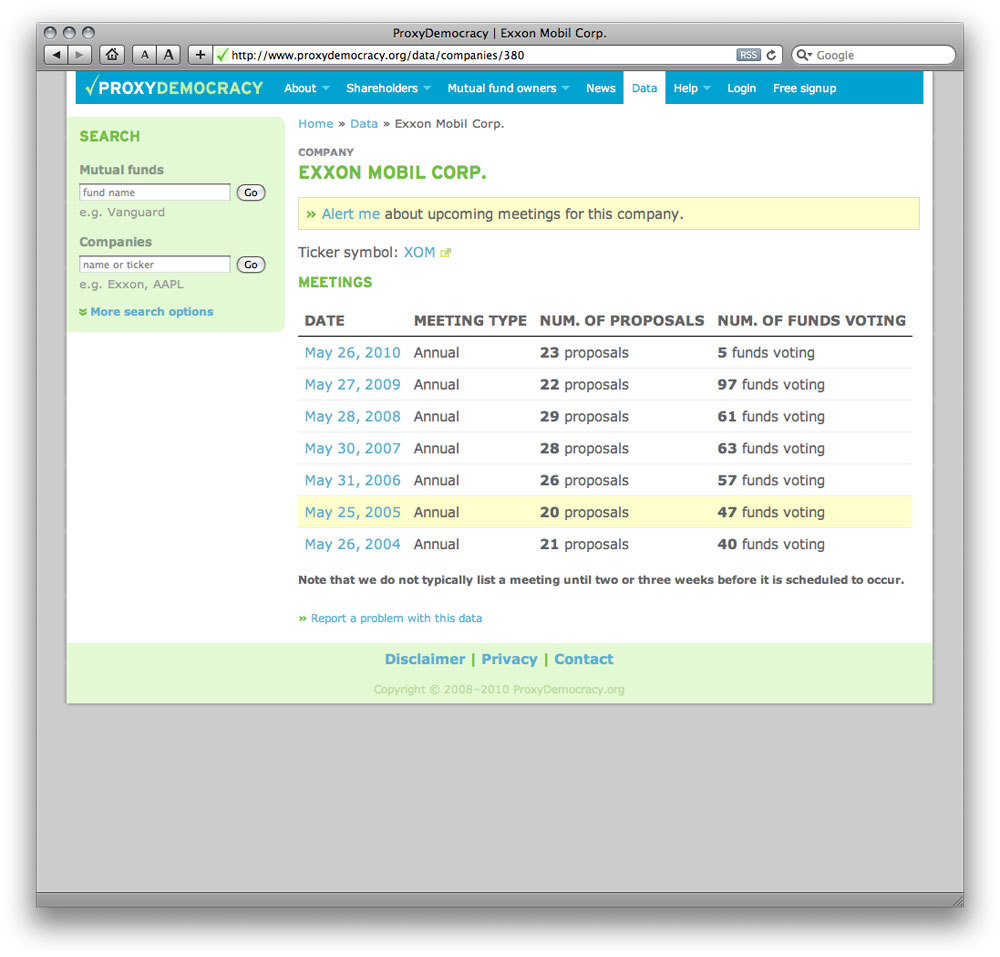 ProxyDemocracy | Exxon Mobil Corp.
A A + http://www.proxydemocracy.org/data/companies/380 RSS Google
PROXYDEMOCRACY About Shareholders Mutual fund owners News Data Help Login Free signup
SEARCH
Mutual funds
fund name Go
e.g. Vanguard
Companies
name or ticker Go
e.g. Exxon, AAPL
More search options
Home » Data » Exxon Mobil Corp.
COMPANY
EXXON MOBIL CORP.
» Alert me about upcoming meetings for this company.
Ticker symbol: XOM
MEETINGS
DATE MEETING TYPE NUM. OF PROPOSALS NUM. OF FUNDS VOTING
May 26, 2010 Annual 23 proposals 5 funds voting
May 27, 2009 Annual 22 proposals 97 funds voting
May 28, 2008 Annual 29 proposals 61 funds voting
May 30, 2007 Annual 28 proposals 63 funds voting
May 31, 2006 Annual 26 proposals 57 funds voting
May 25, 2005 Annual 20 proposals 47 funds voting
May 26, 2004 Annual 21 proposals 40 funds voting
Note that we do not typically list a meeting until two or three weeks before it is scheduled to occur.
» Report a problem with this data
Disclaimer | Privacy | Contact
Copyright © 2008–2010 ProxyDemocracy.org